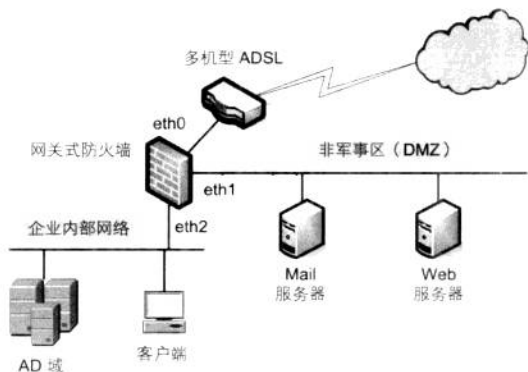 多机型 ADSL
eth0
网关式防火墙
非军事区（DMZ）
eth1
eth2
企业内部网络
Mail
服务器
Web
服务器
客户端
AD 域